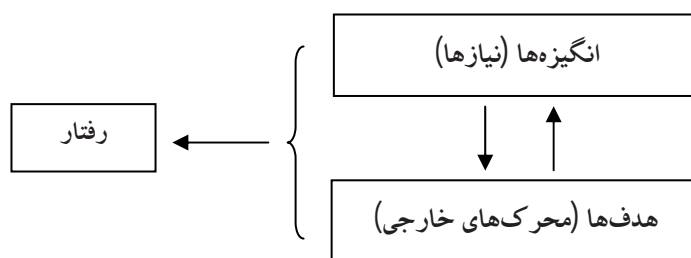 انگیزه‌ها (نیازها)
رفتار
هدف‌ها (محرک‌های خارجی)